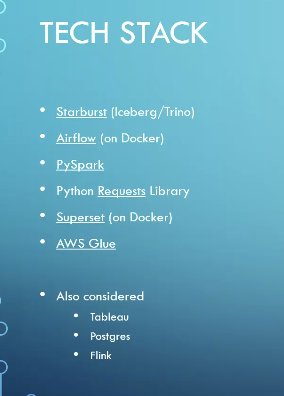 TECH STACK
• Starburst (Iceberg/Trino)
• Airflow (on Docker)
• PySpark
• Python Requests Library
• Superset (on Docker)
• AWS Glue
• Also considered
• Tableau
• Postgres
• Flink